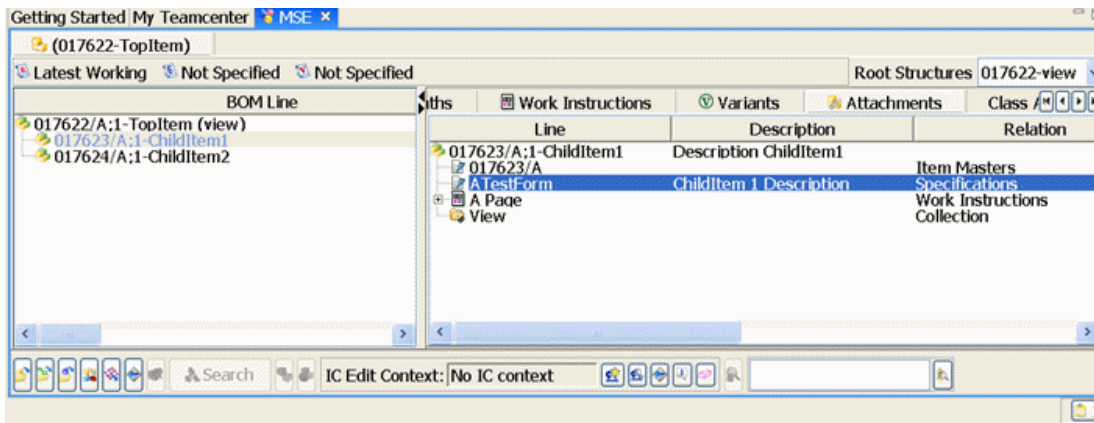 Getting Started My Teamcenter MSE
(017622-TopItem)
Latest Working Not Specified Not Specified Root Structures 017622-view
BOM Line
017622/A;1-TopItem (view)
017623/A;1-ChildItem1
017624/A;1-ChildItem2
ths Work Instructions Variants Attachments Class A
Line Description Relation
017623/A;1-ChildItem1 Description ChildItem1
017623/A Item Masters
ATestForm ChildItem 1 Description Specifications
A Page Work Instructions
View Collection
Search IC Edit Context: No IC context